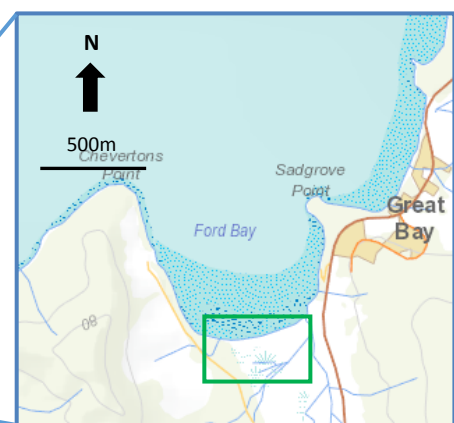 N
500m
Chevertons
Point
Sadgrove
Point
Great
Bay
Ford Bay
80